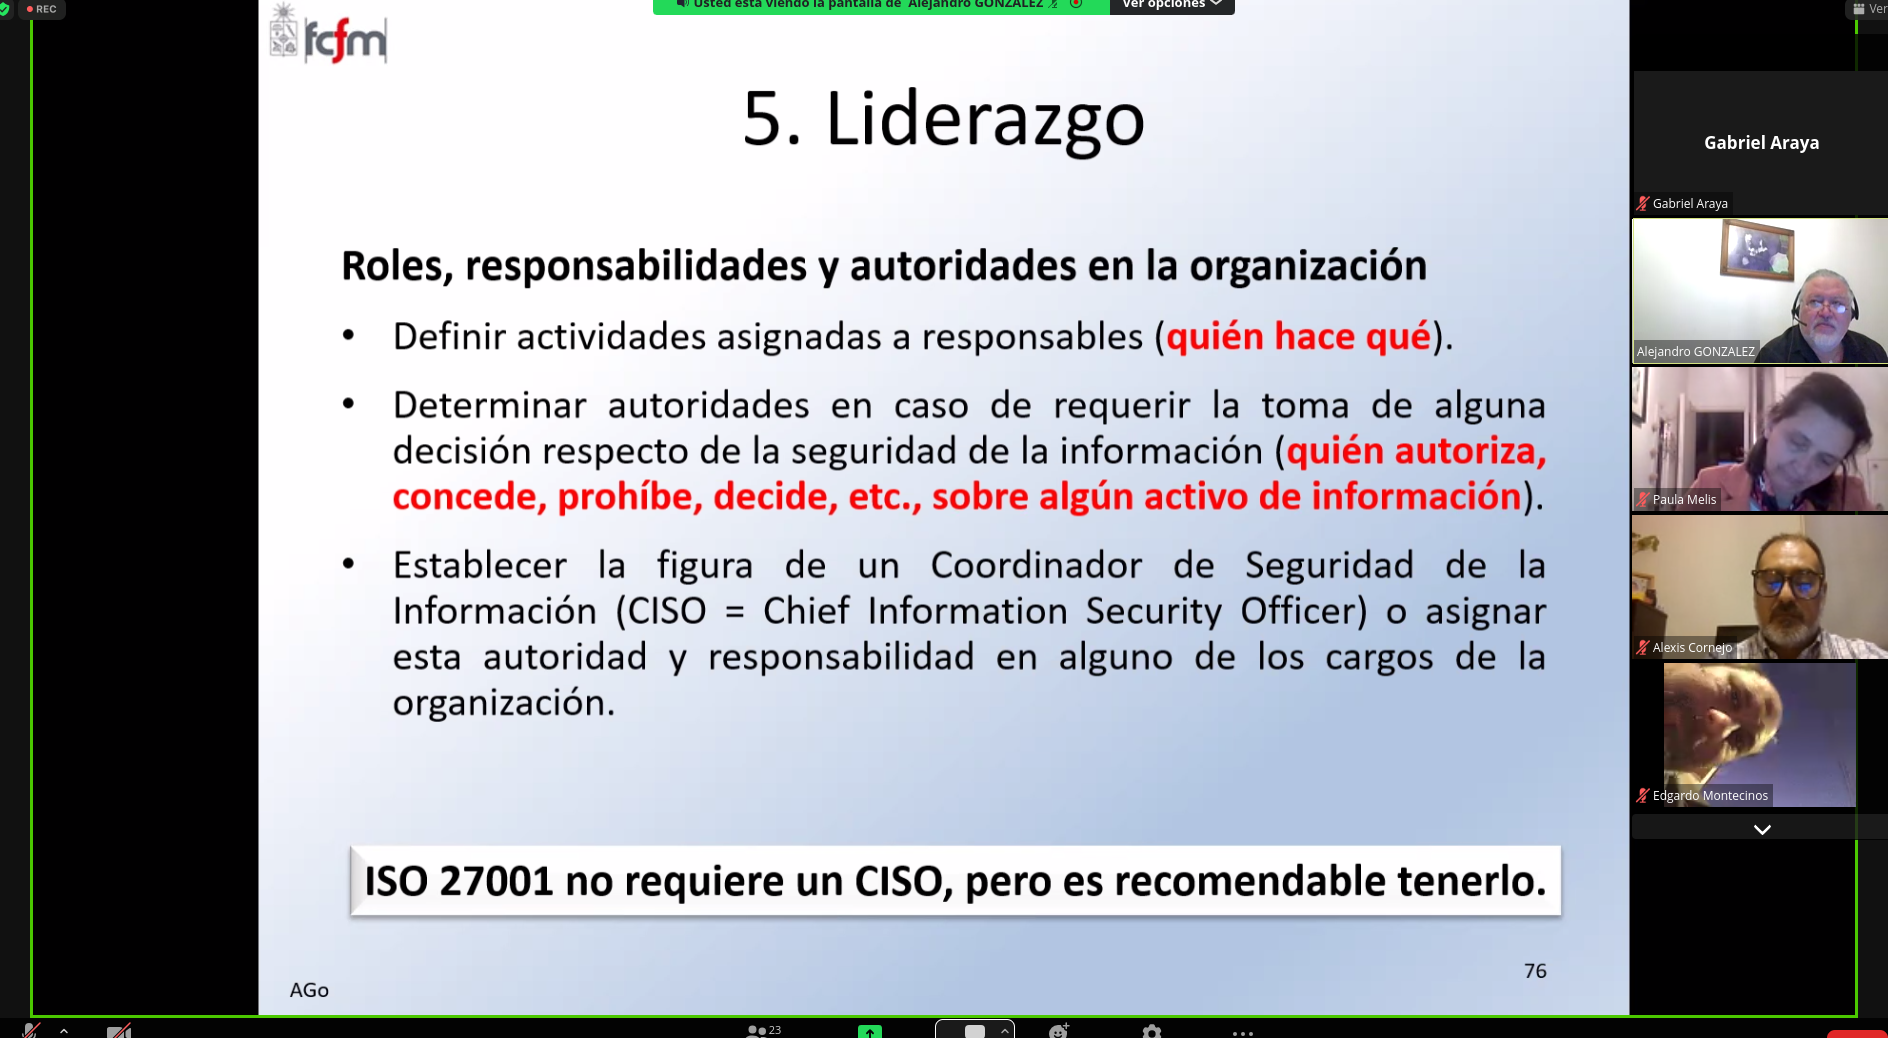 REC
Usted está viendo la pantalla de Alejandro GONZALEZ
Ver opciones
Ver
fcfm
5. Liderazgo
Roles, responsabilidades y autoridades en la organización
• Definir actividades asignadas a responsables (quién hace qué).
• Determinar autoridades en caso de requerir la toma de alguna
decisión respecto de la seguridad de la información (quién autoriza,
concede, prohíbe, decide, etc., sobre algún activo de información).
• Establecer la figura de un Coordinador de Seguridad de la
Información (CISO = Chief Information Security Officer) o asignar
esta autoridad y responsabilidad en alguno de los cargos de la
organización.
ISO 27001 no requiere un CISO, pero es recomendable tenerlo.
76
AGo
Gabriel Araya
Gabriel Araya
Alejandro GONZALEZ
Paula Melis
Alexis Cornejo
Edgardo Montecinos
23